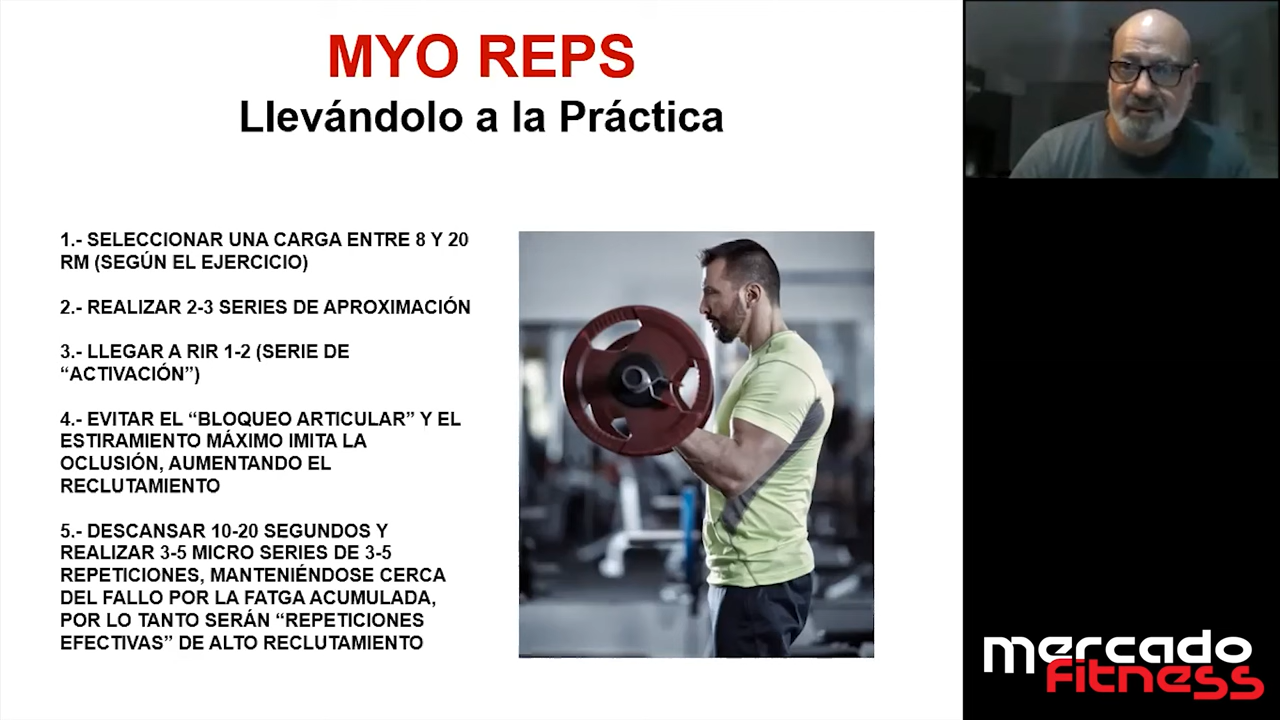 MYO REPS
Llevándolo a la Práctica
1.- SELECCIONAR UNA CARGA ENTRE 8 Y 20
RM (SEGÚN EL EJERCICIO)
2.- REALIZAR 2-3 SERIES DE APROXIMACIÓN
3.- LLEGAR A RIR 1-2 (SERIE DE
“ACTIVACIÓN”)
4.- EVITAR EL “BLOQUEO ARTICULAR” Y EL
ESTIRAMIENTO MÁXIMO IMITA LA
OCLUSIÓN, AUMENTANDO EL
RECLUTAMIENTO
5.- DESCANSAR 10-20 SEGUNDOS Y
REALIZAR 3-5 MICRO SERIES DE 3-5
REPETICIONES, MANTENIÉNDOSE CERCA
DEL FALLO POR LA FATGA ACUMULADA,
POR LO TANTO SERÁN “REPETICIONES
EFECTIVAS” DE ALTO RECLUTAMIENTO
mercado
fitness